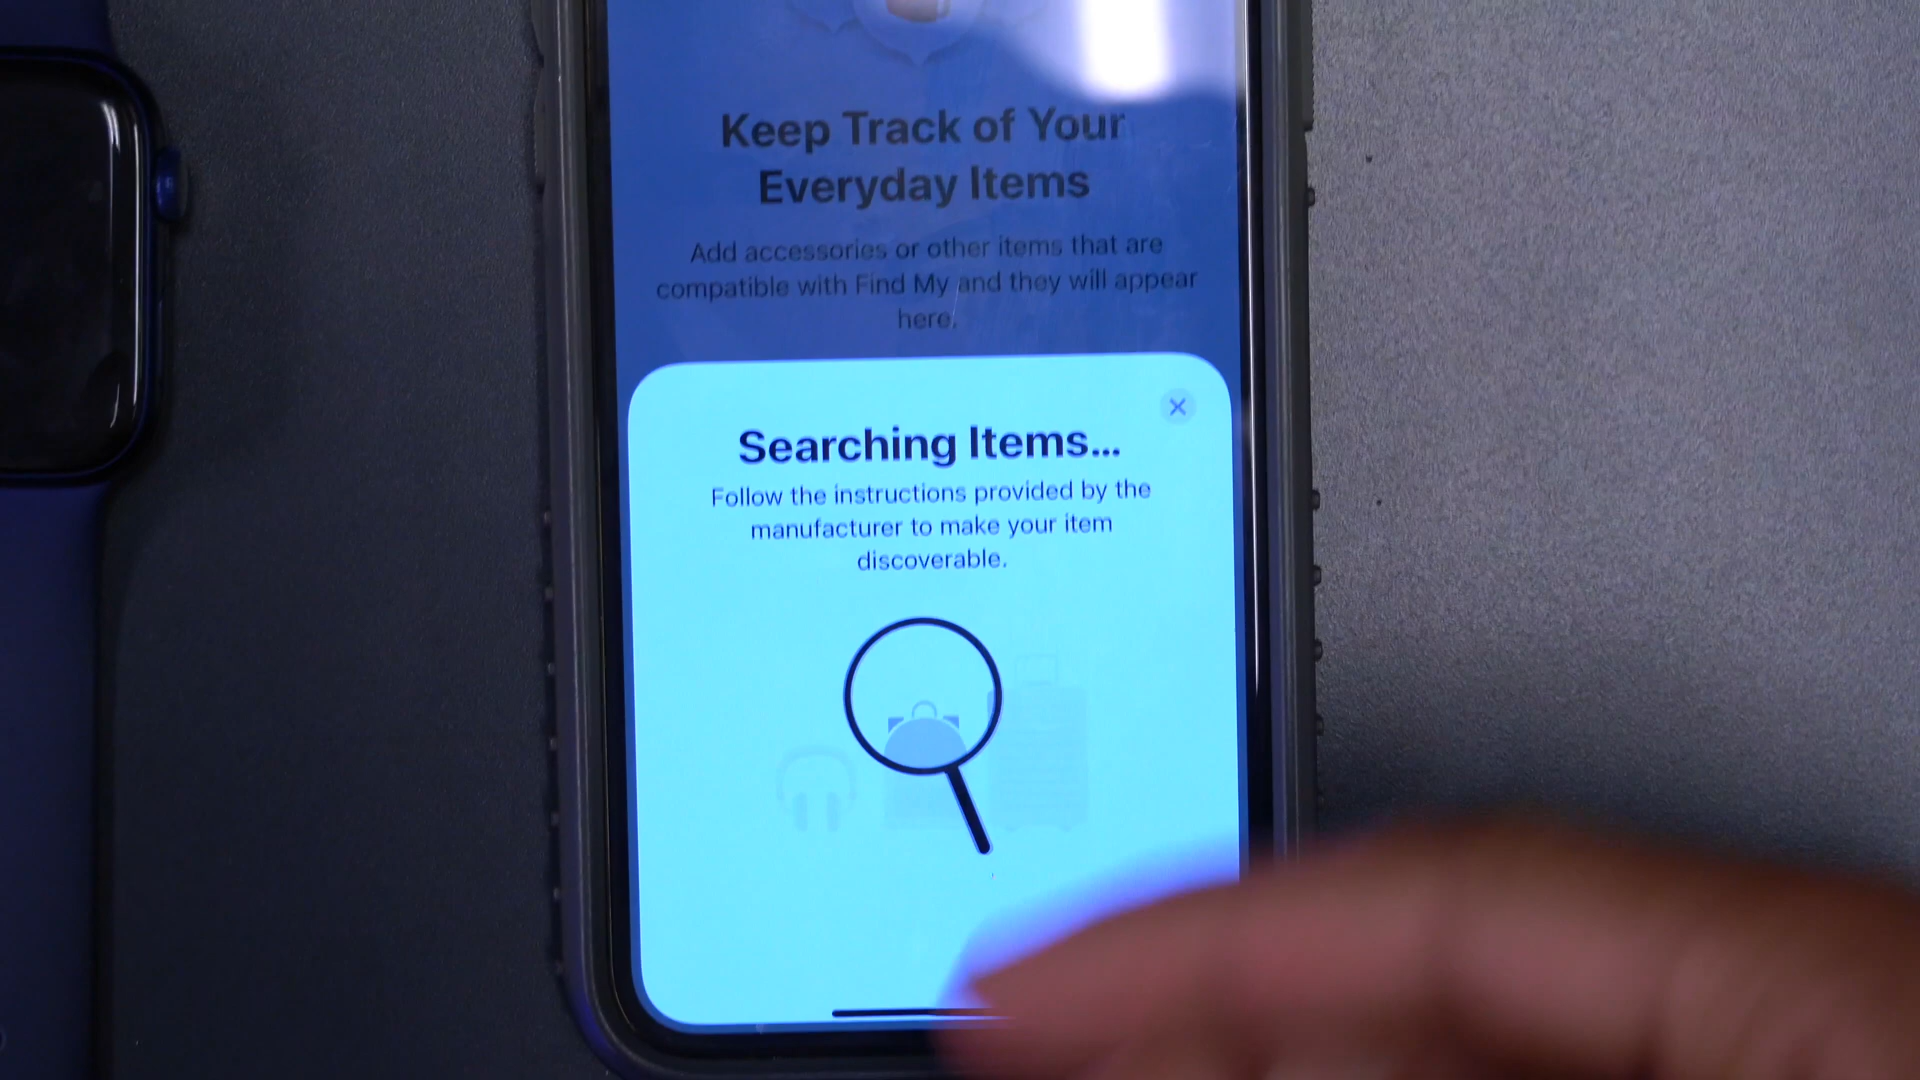 Keep Track of Your
Everyday Items
Add accessories or other items that are
compatible with Find My and they will appear
here.
Searching Items...
Follow the instructions provided by the
manufacturer to make your item
discoverable.